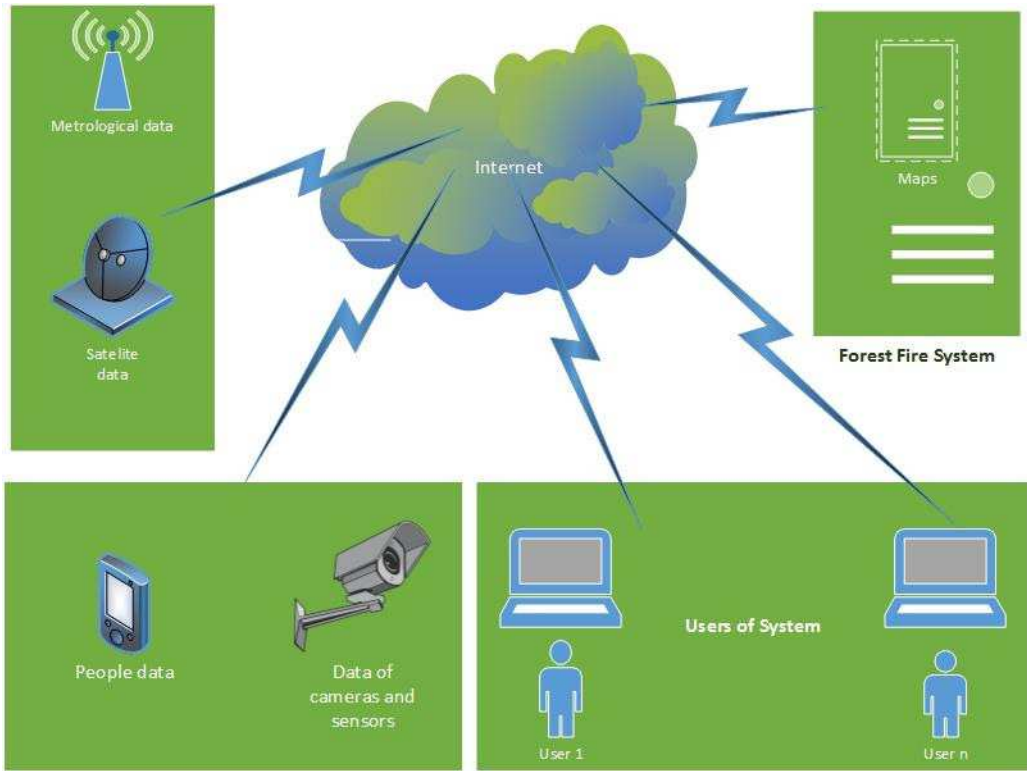 Metrological data
Satelite
data
Internet
Maps
Forest Fire System
People data
Data of
cameras and
sensors
Users of System
User 1
User n